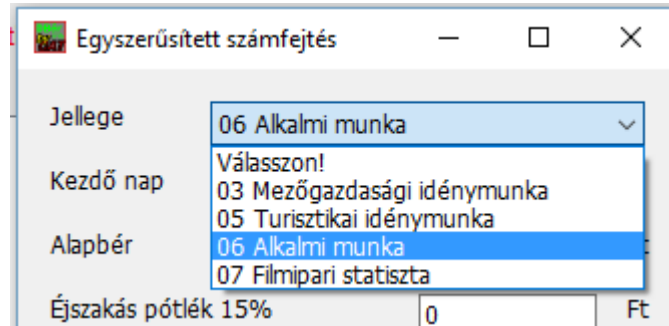 Egyszerűsített számfejtés
Jellege 06 Alkalmi munka
Válasszon!
Kezdő nap 03 Mezőgazdasági idénymunka
05 Turisztikai idénymunka
Alapbér 06 Alkalmi munka
07 Filmipari statiszta
Éjszakás pótlék 15% 0 Ft